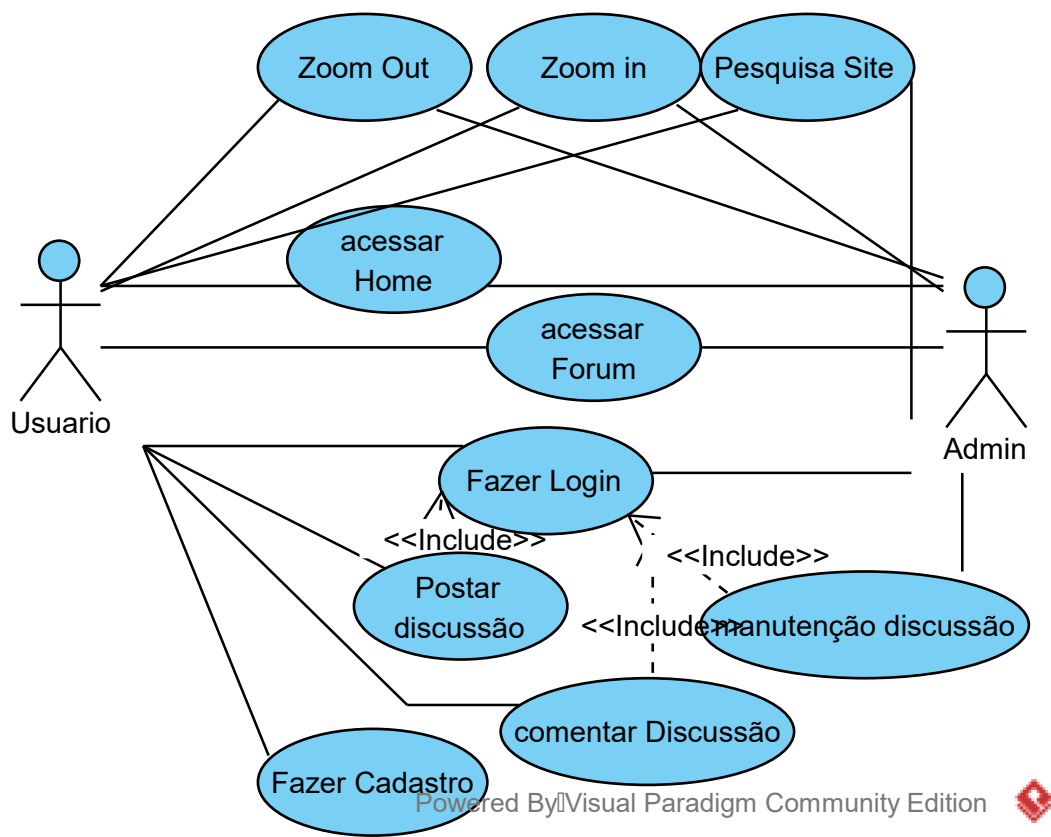 Zoom Out
Zoom in
Pesquisa Site
acessar
Home
acessar
Forum
Usuario
Admin
Fazer Login
<<Include>>
<<Include>>
Postar
discussão
<<Include>>
manutenção discussão
comentar Discussão
Fazer Cadastro
Powered By Visual Paradigm Community Edition